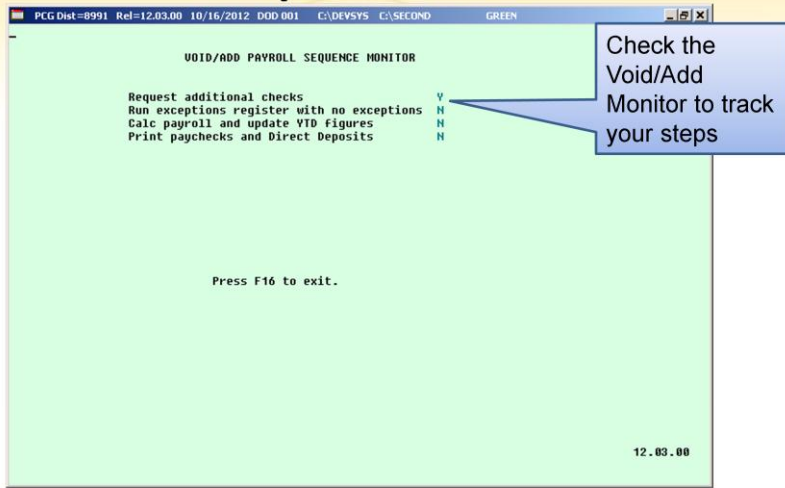 PCG Dist=8991 Rel=12.03.00 10/16/2012 DOD 001 C:\DEVSYS C:\SECOND GREEN
VOID/ADD PAYROLL SEQUENCE MONITOR
Request additional checks Y
Run exceptions register with no exceptions N
Calc payroll and update YTD figures N
Print paychecks and Direct Deposits N
Check the
Void/Add
Monitor to track
your steps
Press F16 to exit.
12.03.00